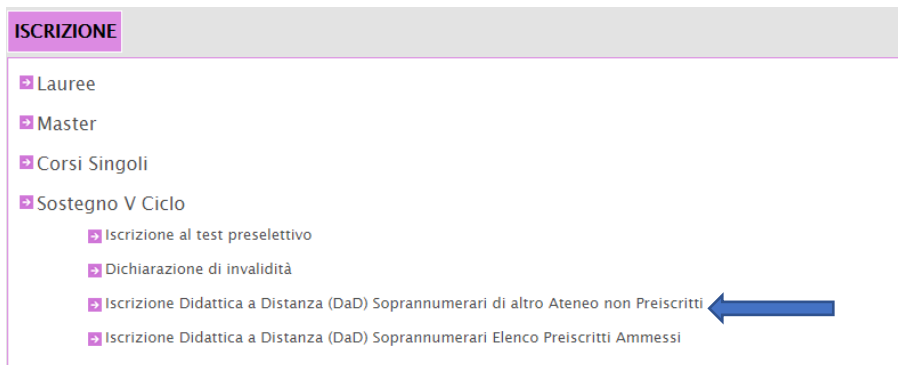 ISCRIZIONE
Lauree
Master
Corsi Singoli
Sostegno V Ciclo
Iscrizione al test preselettivo
Dichiarazione di invalidità
Iscrizione Didattica a Distanza (DaD) Soprannumerari di altro Ateneo non Preiscritti
Iscrizione Didattica a Distanza (DaD) Soprannumerari Elenco Preiscritti Ammessi